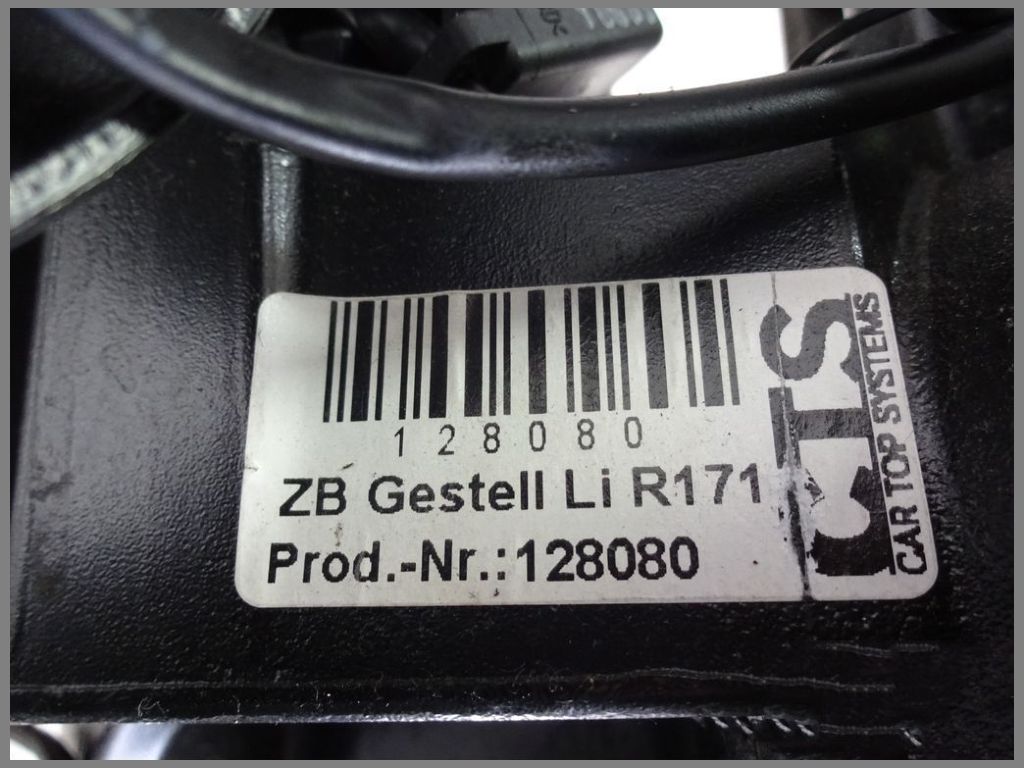 128080
ZB Gestell Li R171
Prod.-Nr.:128080
CTS
CAR TOP SYSTEMS